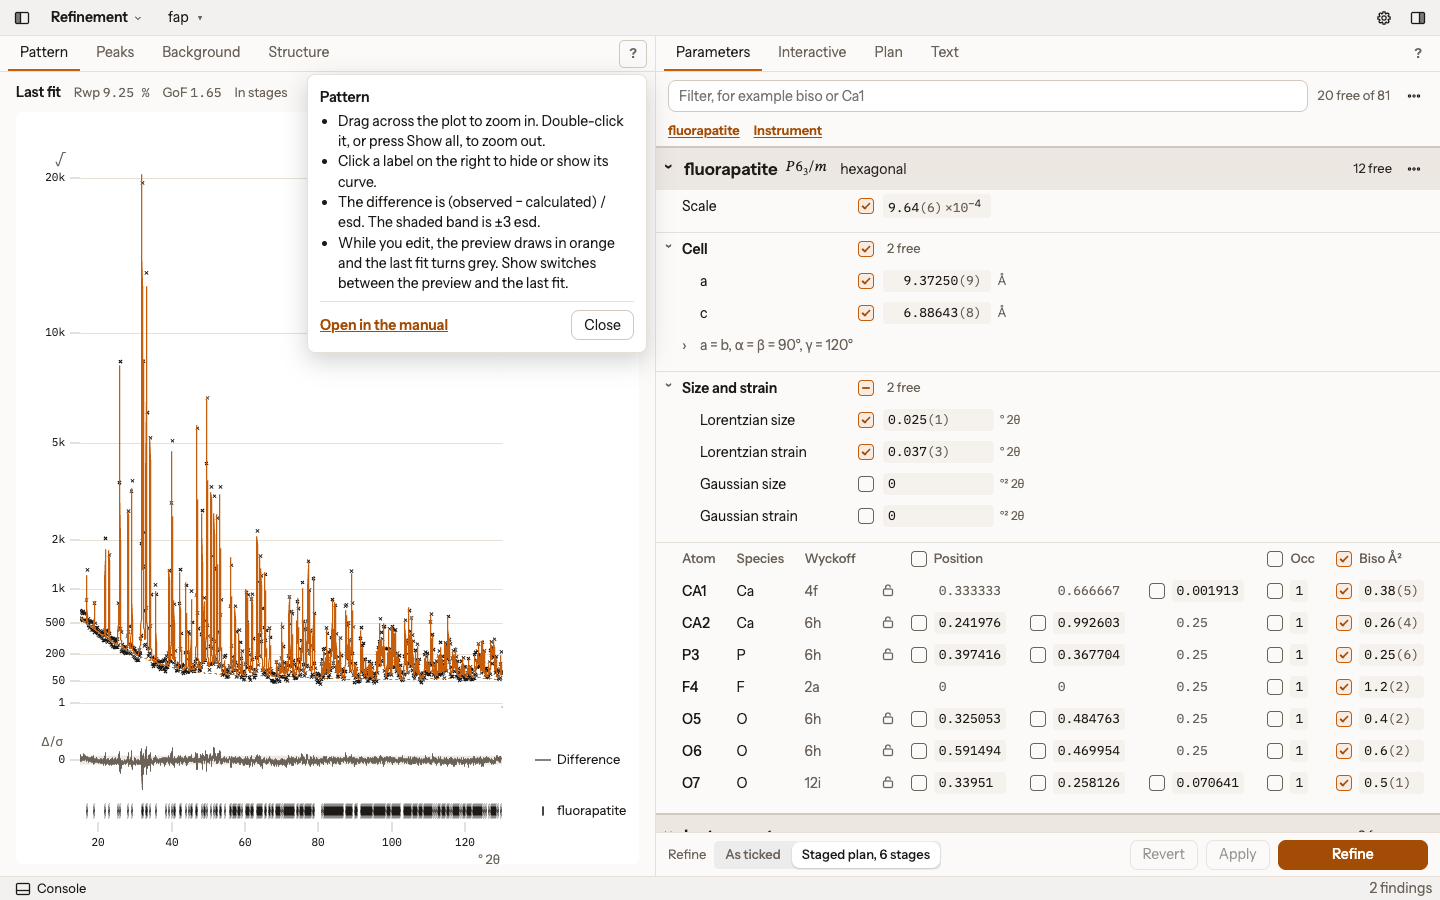 Refinement
fap
Pattern Peaks Background Structure ?
Last fit Rwp 9.25 % GoF 1.65 In stages
√
20k
10k
5k
2k
1k
500
200
50
1
Δ/σ
0
Difference
fluorapatite
20 40 60 80 100 120
° 2θ
Pattern
• Drag across the plot to zoom in. Double-click
it, or press Show all, to zoom out.
• Click a label on the right to hide or show its
curve.
• The difference is (observed − calculated) /
esd. The shaded band is ±3 esd.
• While you edit, the preview draws in orange
and the last fit turns grey. Show switches
between the preview and the last fit.
Open in the manual Close
Parameters Interactive Plan Text ?
Filter, for example biso or Ca1 20 free of 81
fluorapatite Instrument
fluorapatite P6₃/m hexagonal 12 free
Scale 9.64(6) ×10⁻⁴
Cell 2 free
a 9.37250(9) Å
c 6.88643(8) Å
a = b, α = β = 90°, γ = 120°
Size and strain 2 free
Lorentzian size 0.025(1) ° 2θ
Lorentzian strain 0.037(3) ° 2θ
Gaussian size 0 °² 2θ
Gaussian strain 0 °² 2θ
Atom Species Wyckoff Position Occ Biso Å²
CA1 Ca 4f 0.333333 0.666667 0.001913 1 0.38(5)
CA2 Ca 6h 0.241976 0.992603 0.25 1 0.26(4)
P3 P 6h 0.397416 0.367704 0.25 1 0.25(6)
F4 F 2a 0 0 0.25 1 1.2(2)
O5 O 6h 0.325053 0.484763 0.25 1 0.4(2)
O6 O 6h 0.591494 0.469954 0.25 1 0.6(2)
O7 O 12i 0.33951 0.258126 0.070641 1 0.5(1)
Refine As ticked Staged plan, 6 stages Revert Apply Refine
Console 2 findings